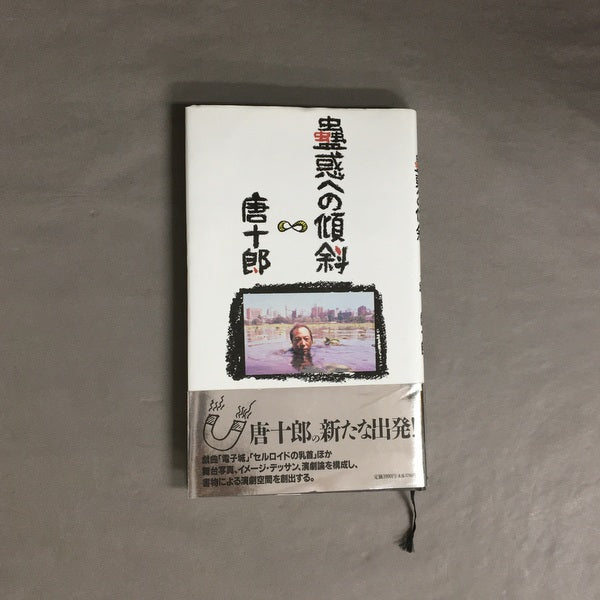 蠱惑への傾斜
唐十郎
唐十郎の新たな出発!
戯曲「電子城」「セルロイドの乳首」ほか
舞台写真、イメージ・デッサン、演劇論を構成し、
書物による演劇空間を創出する。